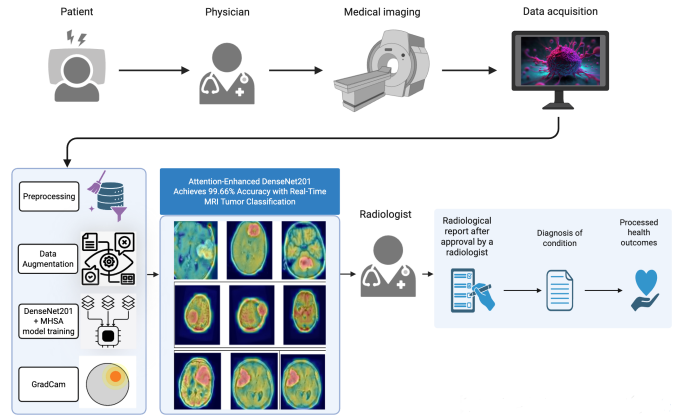 Patient
Physician
Medical imaging
Data acquisition
Preprocessing
Data
Augmentation
DenseNet201
+ MHSA
model training
GradCam
Attention-Enhanced DenseNet201
Achieves 99.66% Accuracy with Real-Time
MRI Tumor Classification
Radiologist
Radiological
report after
approval by a
radiologist
Diagnosis of
condition
Processed
health
outcomes